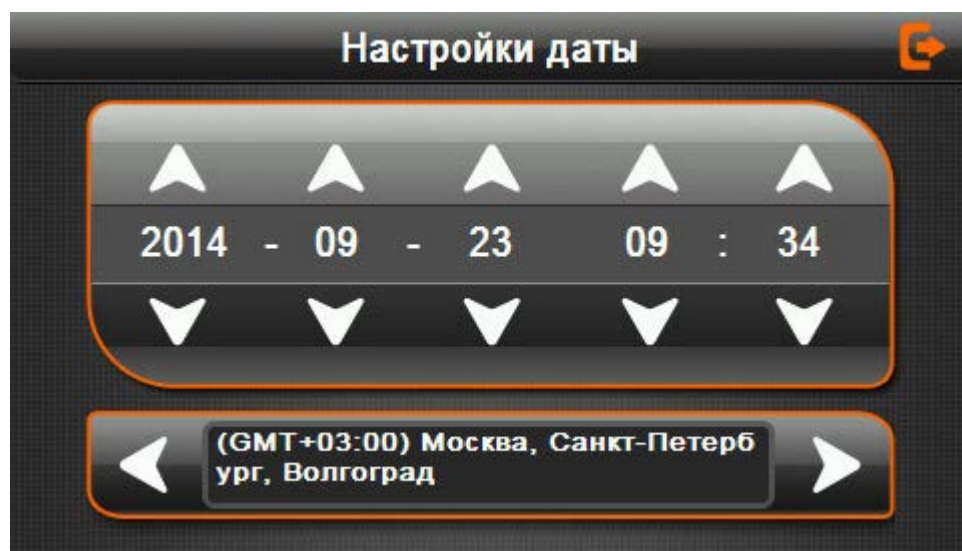 Настройки даты
2014 - 09 - 23 09 : 34
(GMT+03:00) Москва, Санкт-Петерб
ург, Волгоград